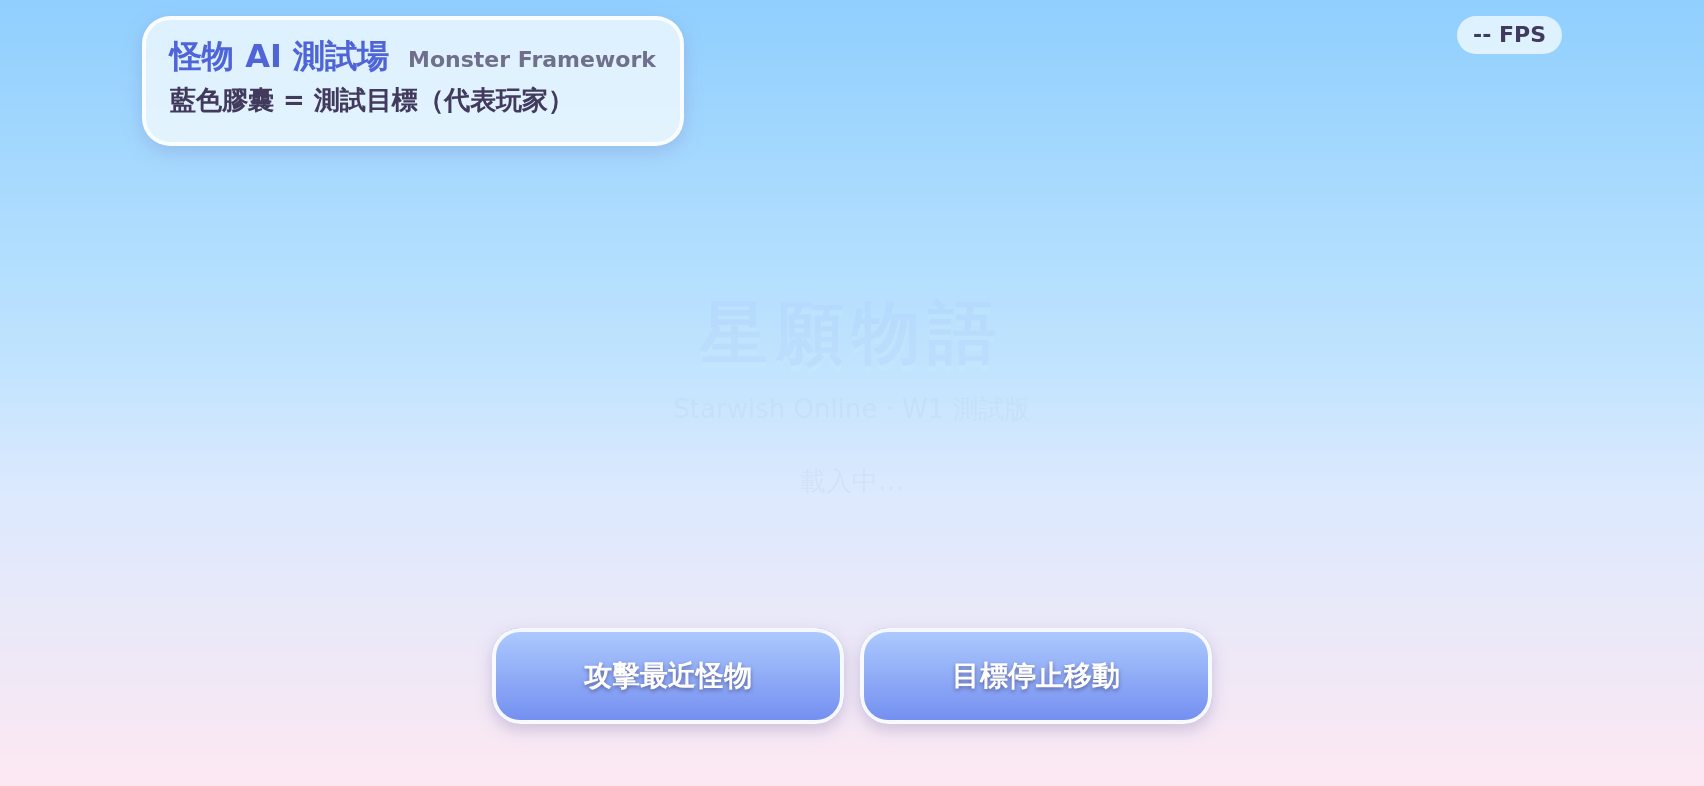 怪物 AI 測試場 Monster Framework
藍色膠囊 = 測試目標（代表玩家）
-- FPS
星願物語
Starwish Online · W1 測試版
載入中...
攻擊最近怪物
目標停止移動